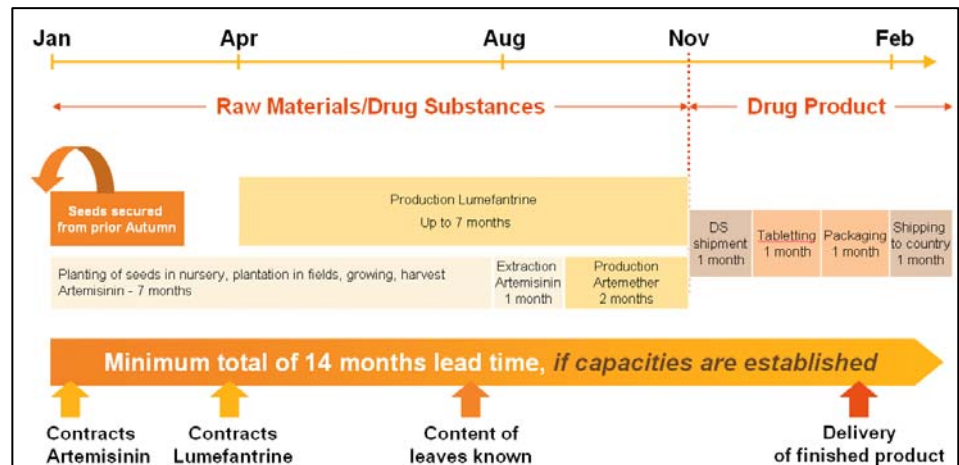 Jan Apr Aug Nov Feb
Raw Materials/Drug Substances
Drug Product
Seeds secured
from prior Autumn
Production Lumefantrine
Up to 7 months
DS
shipment
1 month
Tabletting
1 month
Packaging
1 month
Shipping
to country
1 month
Planting of seeds in nursery, plantation in fields, growing, harvest
Artemisinin - 7 months
Extraction
Artemisinin
1 month
Production
Artemether
2 months
Minimum total of 14 months lead time, if capacities are established
Contracts
Artemisinin
Contracts
Lumefantrine
Content of
leaves known
Delivery
of finished product